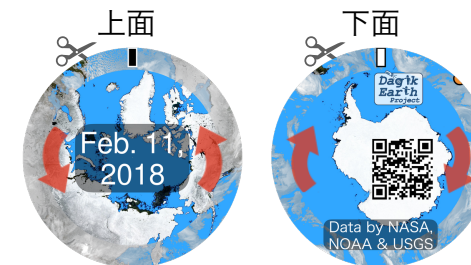 上面
下面
Feb. 11,
2018
Dagik
Earth
Project
Data by NASA,
NOAA & USGS